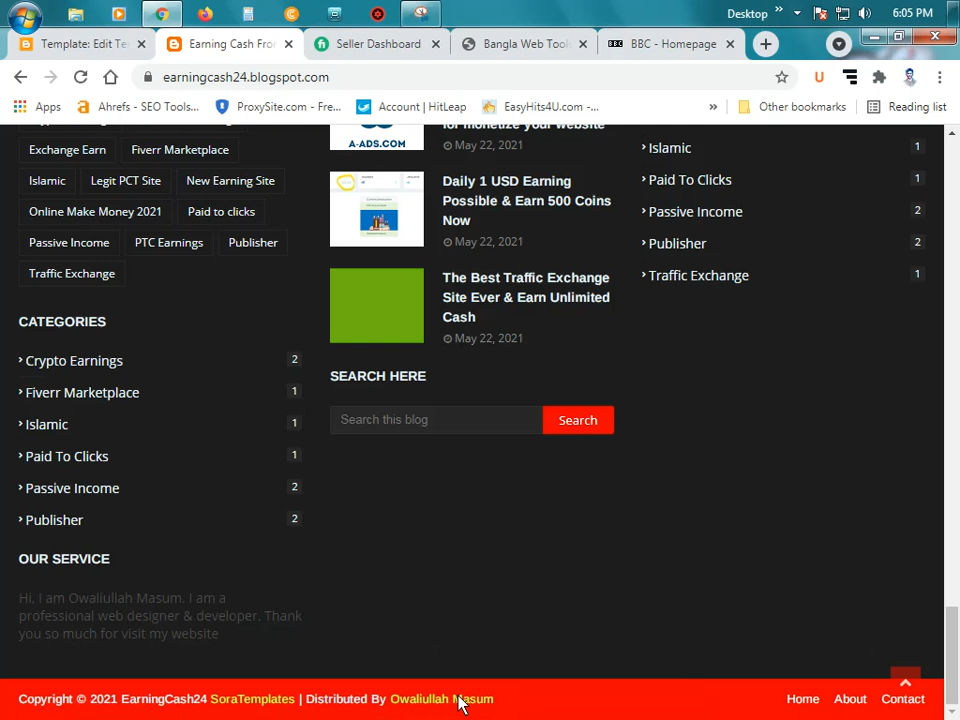 Desktop » 6:05 PM
Template: Edit Te
Earning Cash Fro
Seller Dashboard
Bangla Web Tool
BBC - Homepage
earningcash24.blogspot.com
Apps
Ahrefs - SEO Tools...
ProxySite.com - Fre...
Account | HitLeap
EasyHits4U.com -...
»
Other bookmarks
Reading list
Exchange Earn
Fiverr Marketplace
Islamic
Legit PCT Site
New Earning Site
Online Make Money 2021
Paid to clicks
Passive Income
PTC Earnings
Publisher
Traffic Exchange
CATEGORIES
Crypto Earnings 2
Fiverr Marketplace 1
Islamic 1
Paid To Clicks 1
Passive Income 2
Publisher 2
OUR SERVICE
Hi, I am Owaliullah Masum. I am a
professional web designer & developer. Thank
you so much for visit my website
A-ADS.COM
for monetize your website
May 22, 2021
Daily 1 USD Earning
Possible & Earn 500 Coins
Now
May 22, 2021
The Best Traffic Exchange
Site Ever & Earn Unlimited
Cash
May 22, 2021
SEARCH HERE
Search this blog
Search
Islamic 1
Paid To Clicks 1
Passive Income 2
Publisher 2
Traffic Exchange 1
Copyright © 2021 EarningCash24 SoraTemplates | Distributed By Owaliullah Masum
Home About Contact